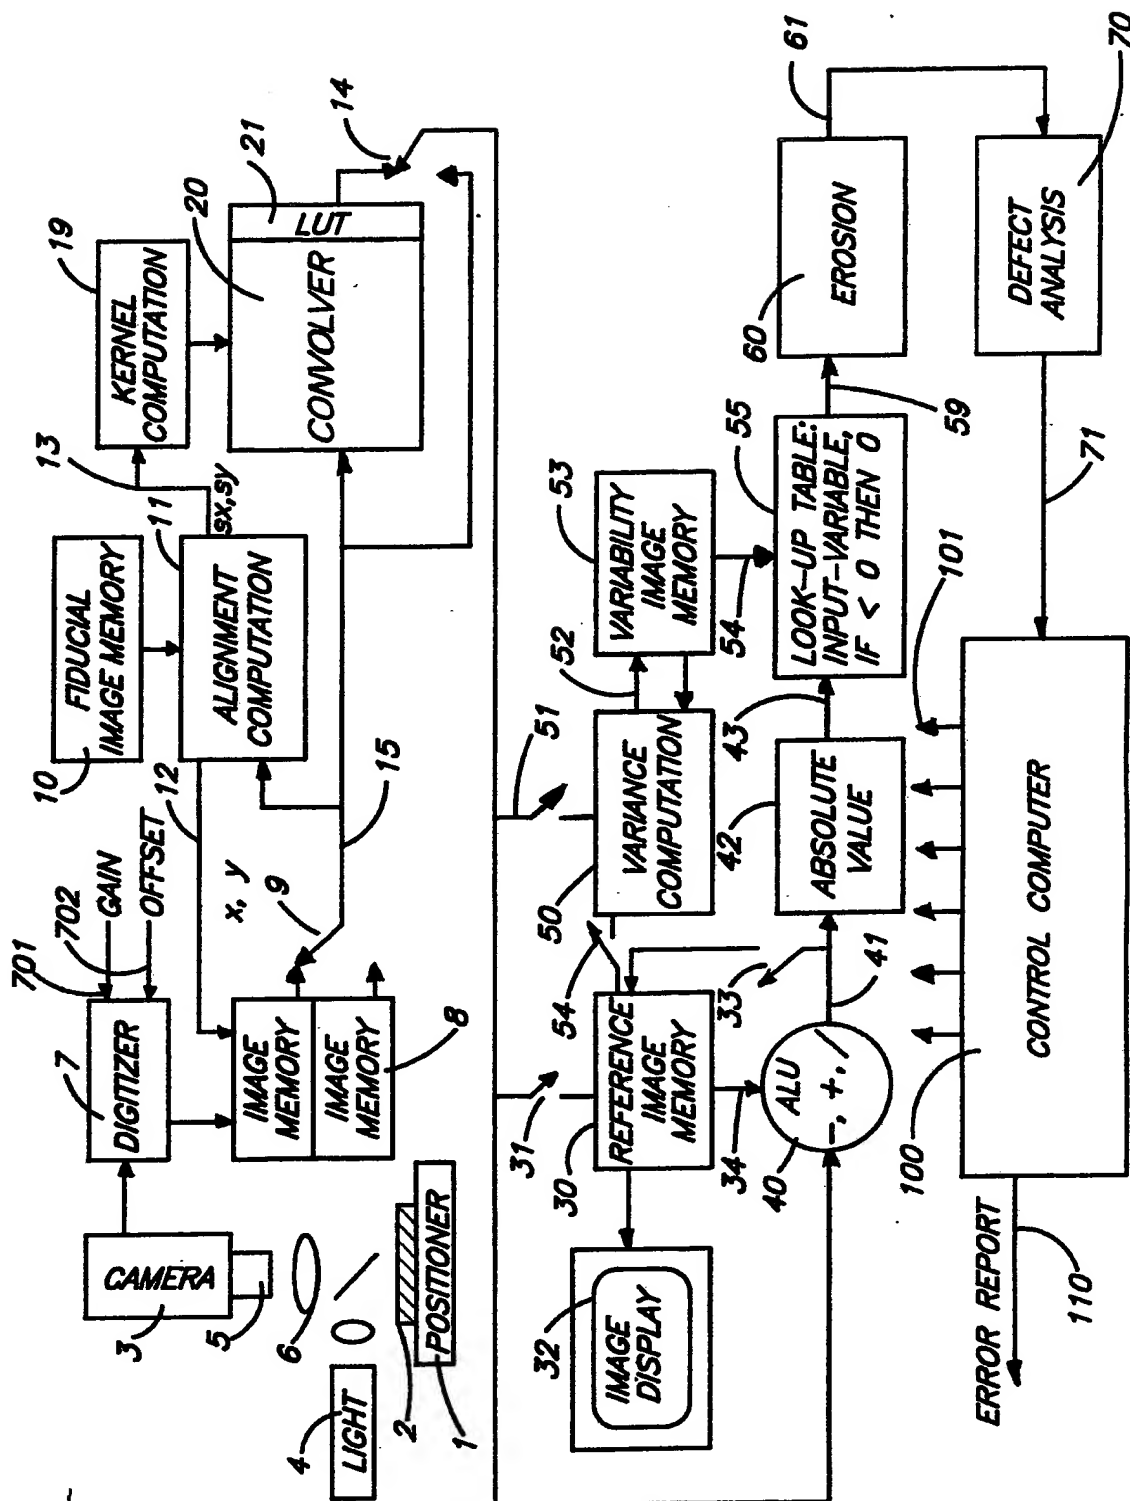 701
GAIN
702
OFFSET
7
DIGITIZER
CAMERA
3
5
6
4
LIGHT
2
POSITIONER
1
IMAGE
MEMORY
IMAGE
MEMORY
8
x, y
9
12
10
FIDUCIAL
IMAGE MEMORY
11
ALIGNMENT
COMPUTATION
sx,sy
13
15
19
KERNEL
COMPUTATION
20
21
CONVOLVER
LUT
14
31
30
REFERENCE
IMAGE
MEMORY
32
IMAGE
DISPLAY
34
33
54
50
VARIANCE
COMPUTATION
51
52
53
VARIABILITY
IMAGE
MEMORY
54
40
ALU
-, +, /
41
42
ABSOLUTE
VALUE
43
55
LOOK-UP TABLE:
INPUT-VARIABLE,
IF < 0 THEN 0
59
60
EROSION
61
70
DEFECT
ANALYSIS
71
101
100
CONTROL COMPUTER
ERROR REPORT
110